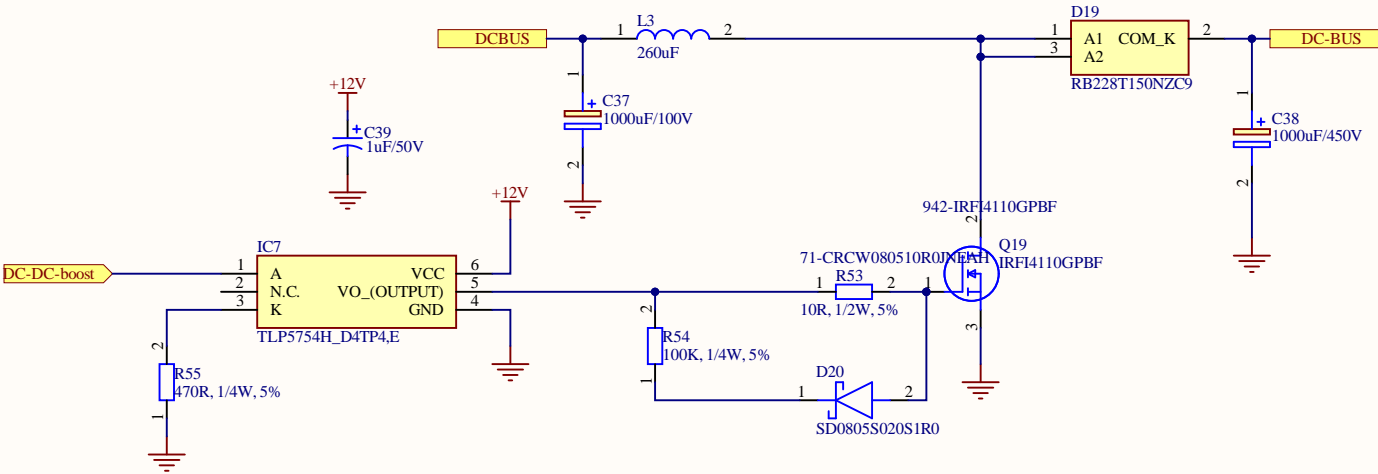 DCBUS
1
L3
2
260uF
D19
1
A1
COM_K
2
3
A2
RB228T150NZC9
DC-BUS
+12V
C39
1uF/50V
1
C37
1000uF/100V
2
1
C38
1000uF/450V
2
+12V
942-IRFI4110GPBF
2
Q19
IRFI4110GPBF
1
3
71-CRCW080510R0JNEAH
1
R53
2
10R, 1/2W, 5%
DC-DC-boost
IC7
1
A
VCC
6
2
N.C.
VO_(OUTPUT)
5
3
K
GND
4
TLP5754H_D4TP4,E
2
R54
100K, 1/4W, 5%
1
2
R55
470R, 1/4W, 5%
1
D20
1
2
SD0805S020S1R0